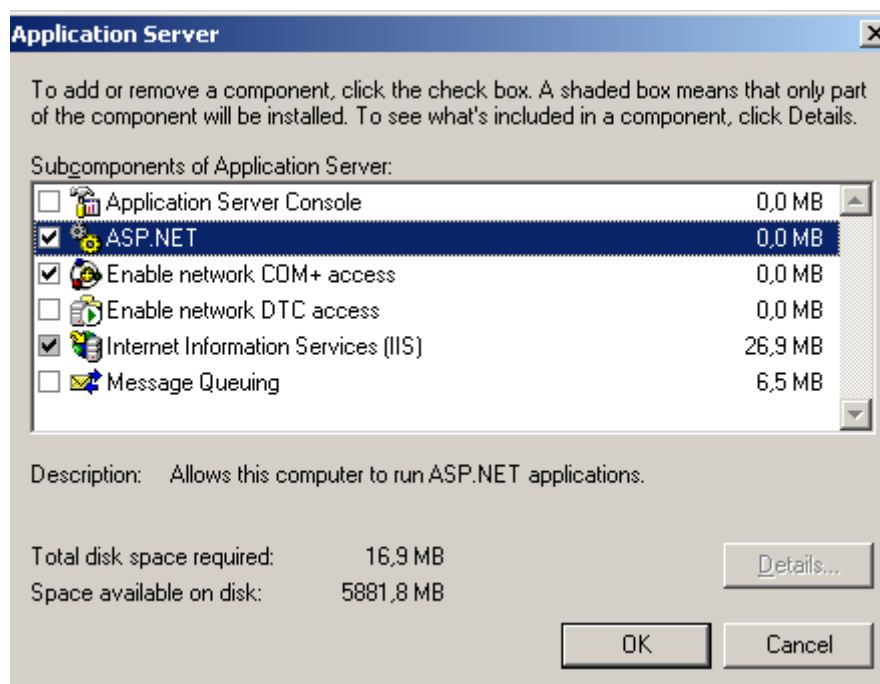 Application Server
To add or remove a component, click the check box. A shaded box means that only part
of the component will be installed. To see what's included in a component, click Details.
Subcomponents of Application Server:
Application Server Console 0,0 MB
ASP.NET 0,0 MB
Enable network COM+ access 0,0 MB
Enable network DTC access 0,0 MB
Internet Information Services (IIS) 26,9 MB
Message Queuing 6,5 MB
Description: Allows this computer to run ASP.NET applications.
Total disk space required: 16,9 MB
Space available on disk: 5881,8 MB
Details...
OK Cancel